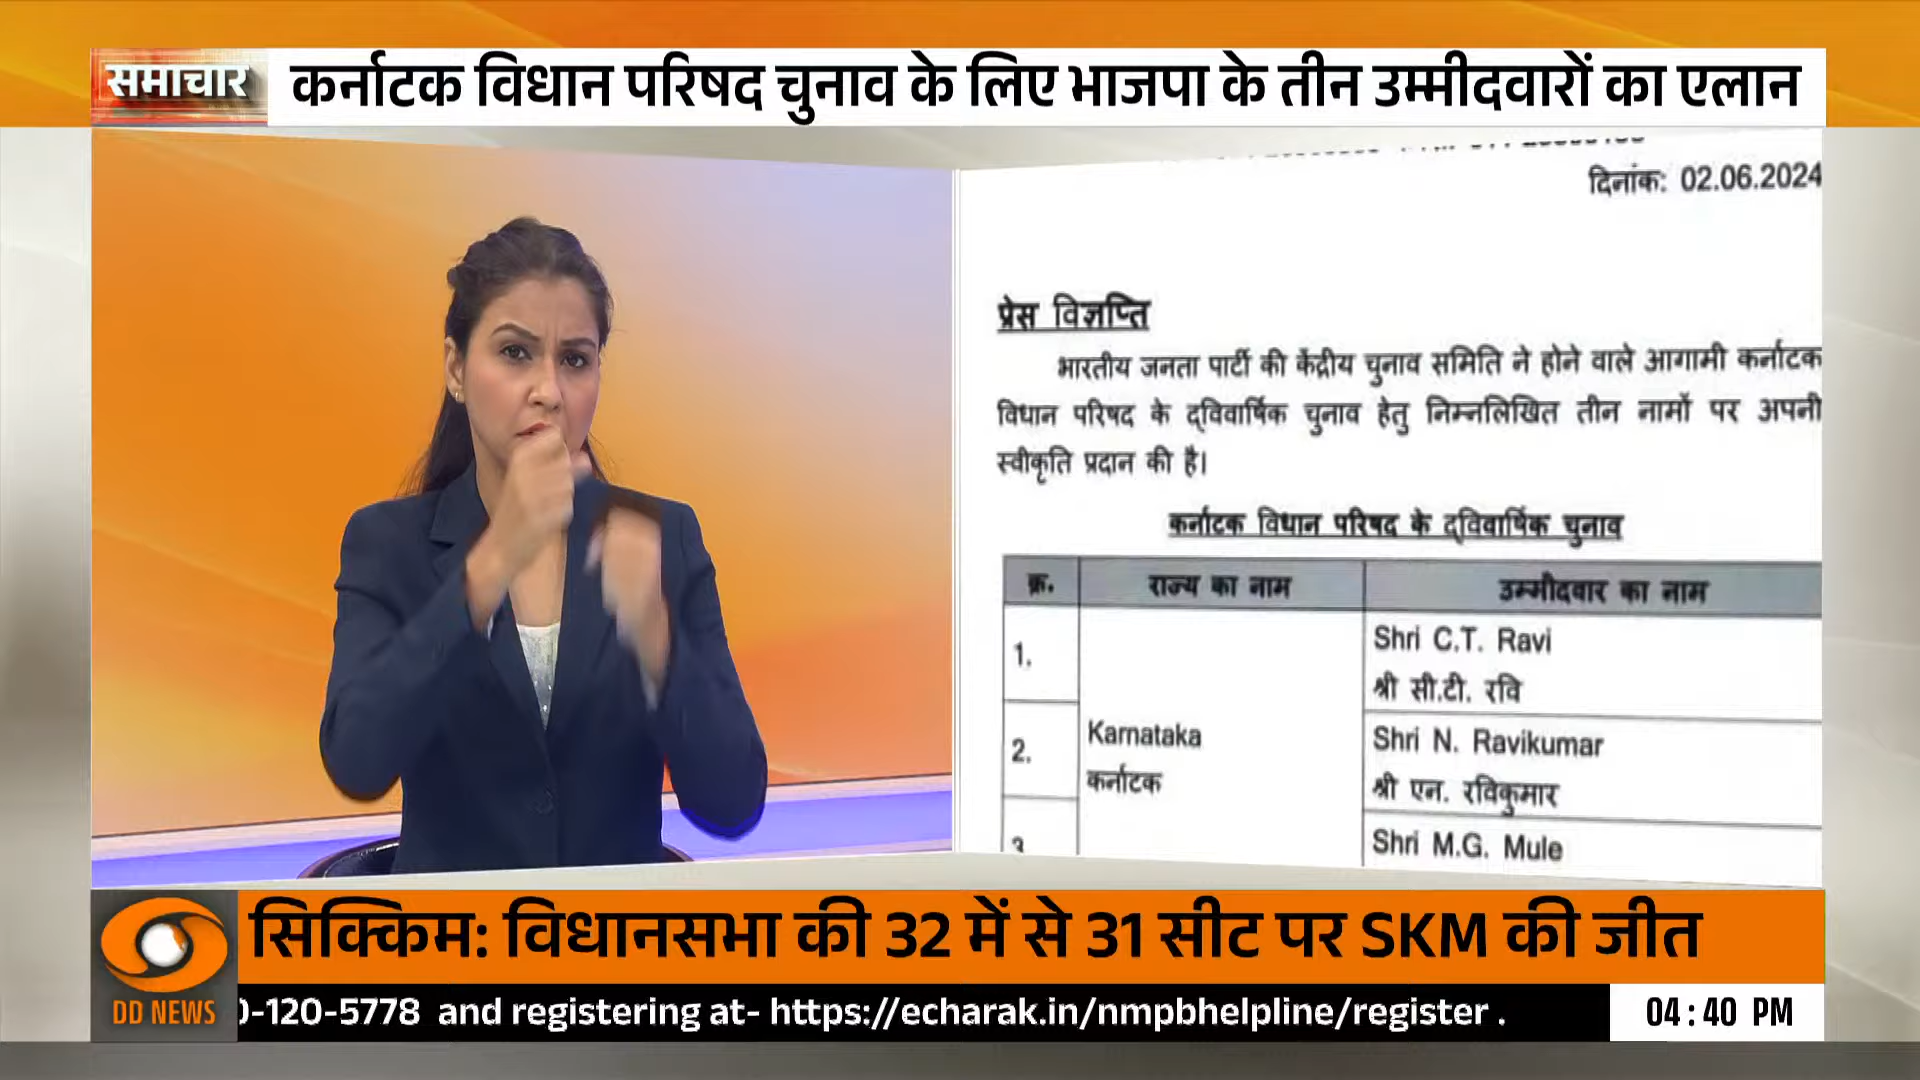 समाचार
कर्नाटक विधान परिषद चुनाव के लिए भाजपा के तीन उम्मीदवारों का एलान
दिनांक: 02.06.2024
प्रेस विज्ञप्ति
भारतीय जनता पार्टी की केंद्रीय चुनाव समिति ने होने वाले आगामी कर्नाटक
विधान परिषद के द्विवार्षिक चुनाव हेतु निम्नलिखित तीन नामों पर अपनी
स्वीकृति प्रदान की है।
कर्नाटक विधान परिषद के द्विवार्षिक चुनाव
क्र. राज्य का नाम उम्मीदवार का नाम
1. Shri C.T. Ravi
श्री सी.टी. रवि
2. Karnataka Shri N. Ravikumar
कर्नाटक श्री एन. रविकुमार
3 Shri M.G. Mule
सिक्किम: विधानसभा की 32 में से 31 सीट पर SKM की जीत
DD NEWS
0-120-5778 and registering at- https://echarak.in/nmpbhelpline/register .
04:40 PM